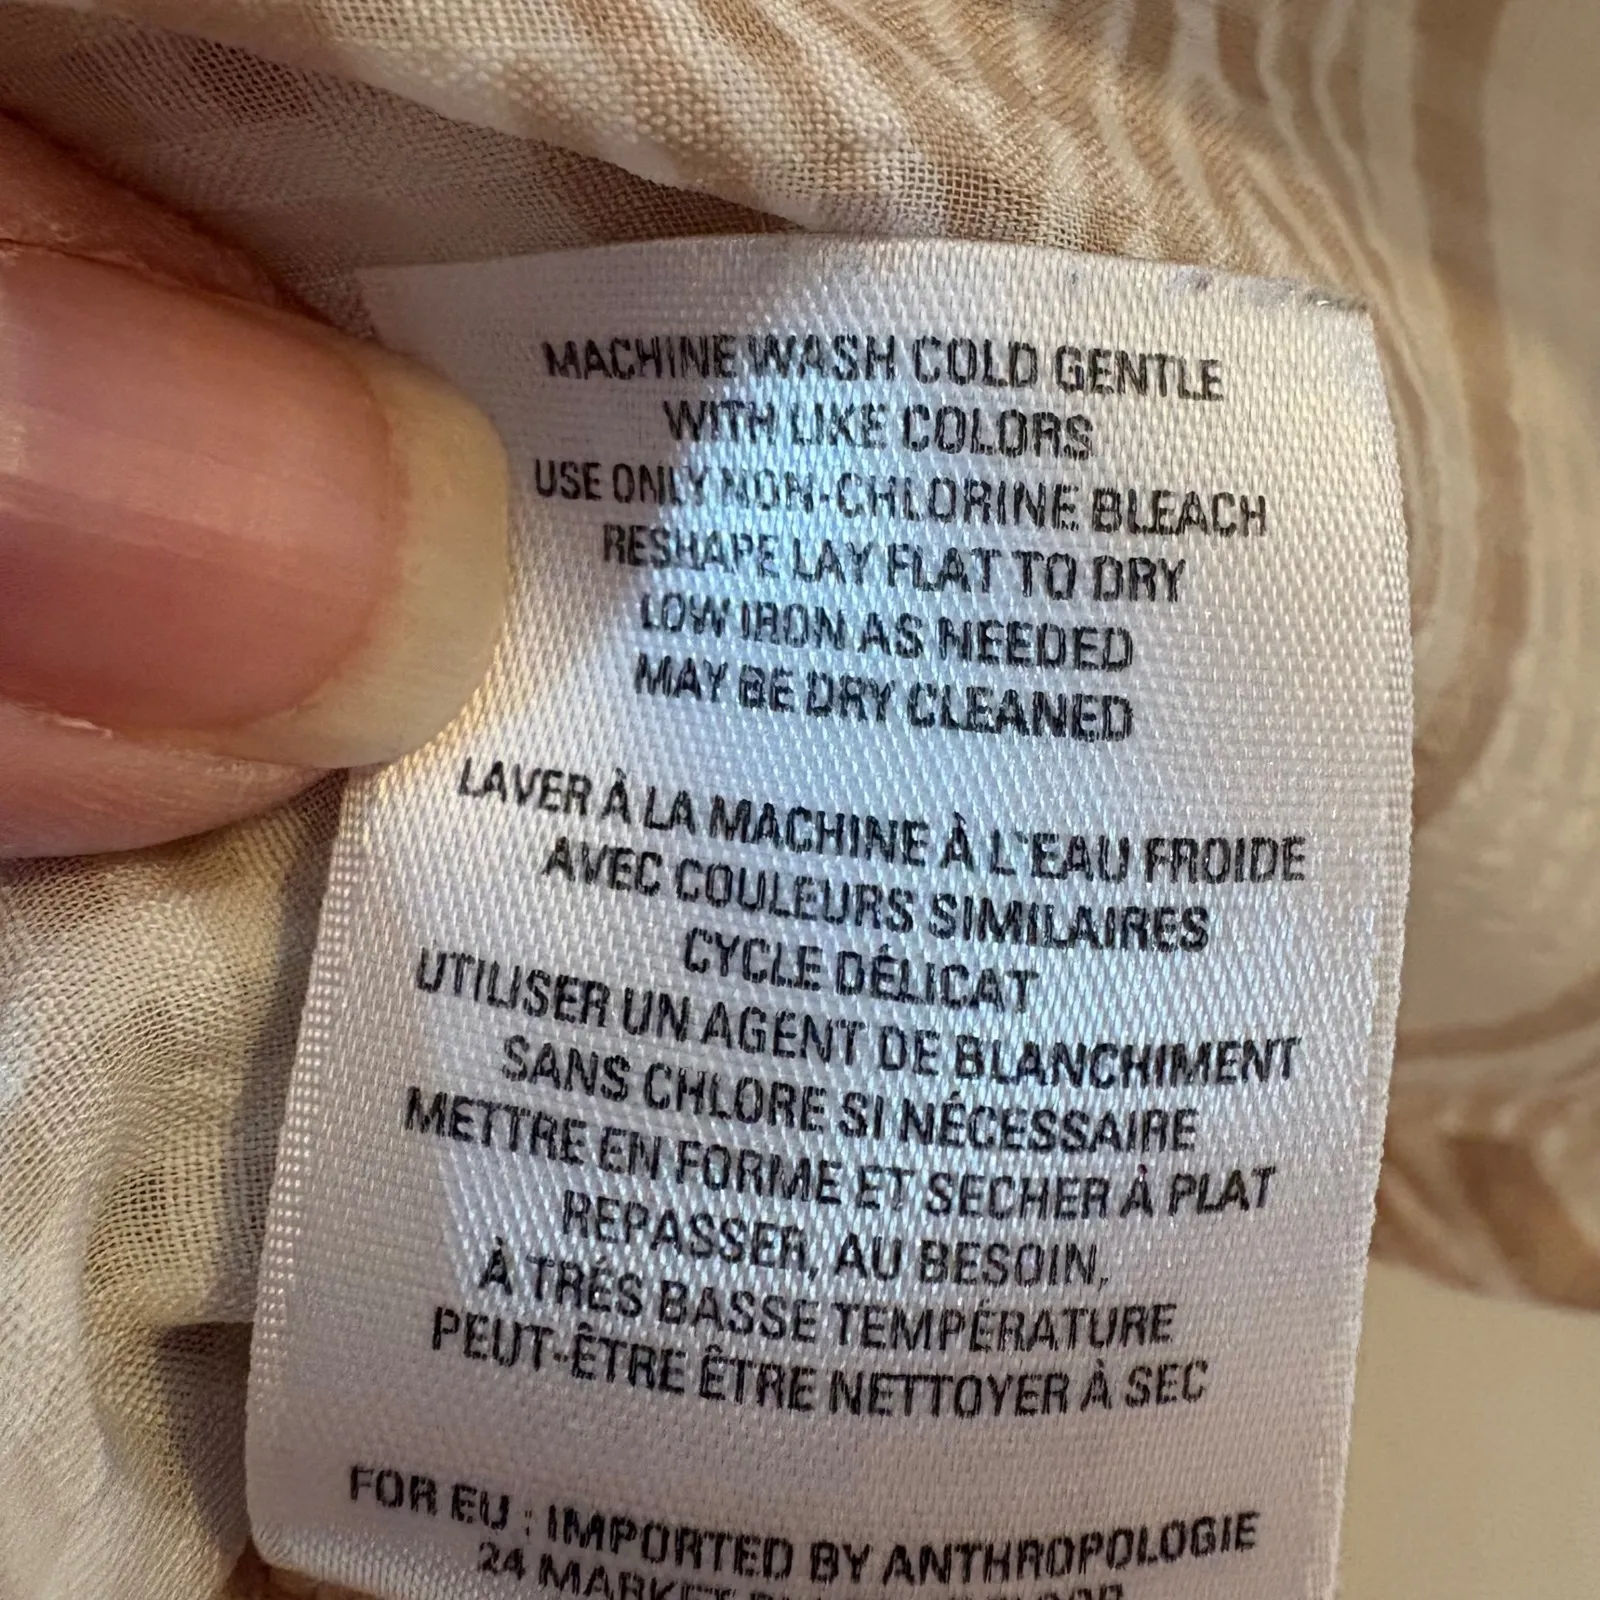 MACHINE WASH COLD GENTLE
WITH LIKE COLORS
USE ONLY NON-CHLORINE BLEACH
RESHAPE LAY FLAT TO DRY
LOW IRON AS NEEDED
MAY BE DRY CLEANED
LAVER À LA MACHINE À L'EAU FROIDE
AVEC COULEURS SIMILAIRES
CYCLE DÉLICAT
UTILISER UN AGENT DE BLANCHIMENT
SANS CHLORE SI NÉCESSAIRE
METTRE EN FORME ET SECHER À PLAT
REPASSER, AU BESOIN,
À TRÉS BASSE TEMPÉRATURE
PEUT-ÊTRE ÊTRE NETTOYER À SEC
FOR EU : IMPORTED BY ANTHROPOLOGIE
24 MARKET